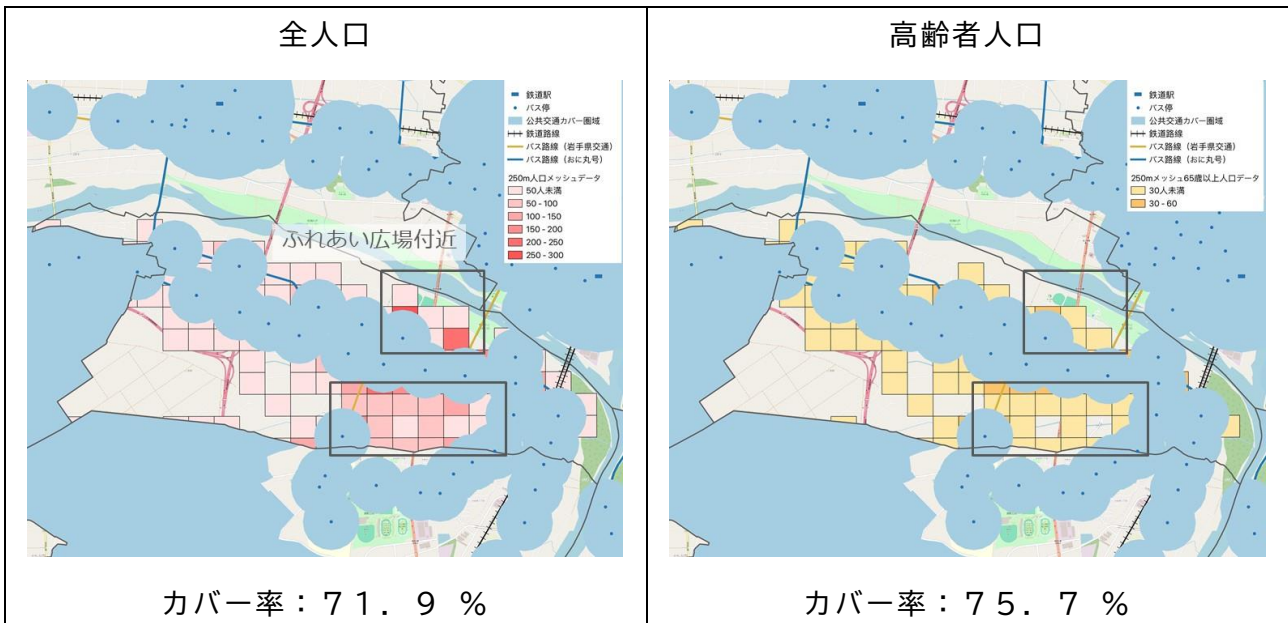 全人口
鉄道駅
バス停
公共交通カバー圏域
鉄道路線
バス路線（岩手県交通）
バス路線（おに丸号）
250m人口メッシュデータ
50人未満
50 - 100
100 - 150
150 - 200
200 - 250
250 - 300
ふれあい広場付近
カバー率：７１．９ %
高齢者人口
鉄道駅
バス停
公共交通カバー圏域
鉄道路線
バス路線（岩手県交通）
バス路線（おに丸号）
250mメッシュ65歳以上人口データ
30人未満
30 - 60
カバー率：７５．７ %